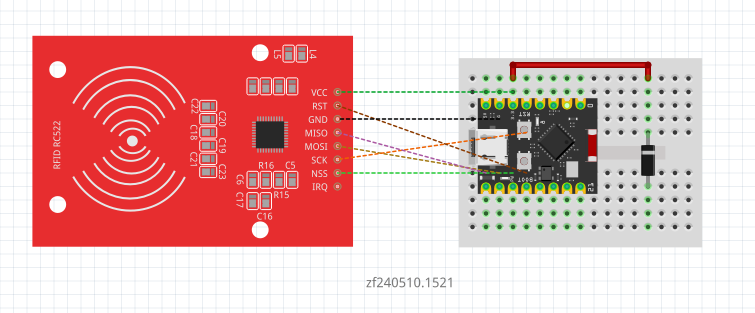 L5
L4
VCC
RST
GND
MISO
MOSI
SCK
NSS
IRQ
RFID RC522
C22
C20
C18
C19
C21
C23
R16
C5
C6
R15
C17
C16
RST
BOOT
zf240510.1521